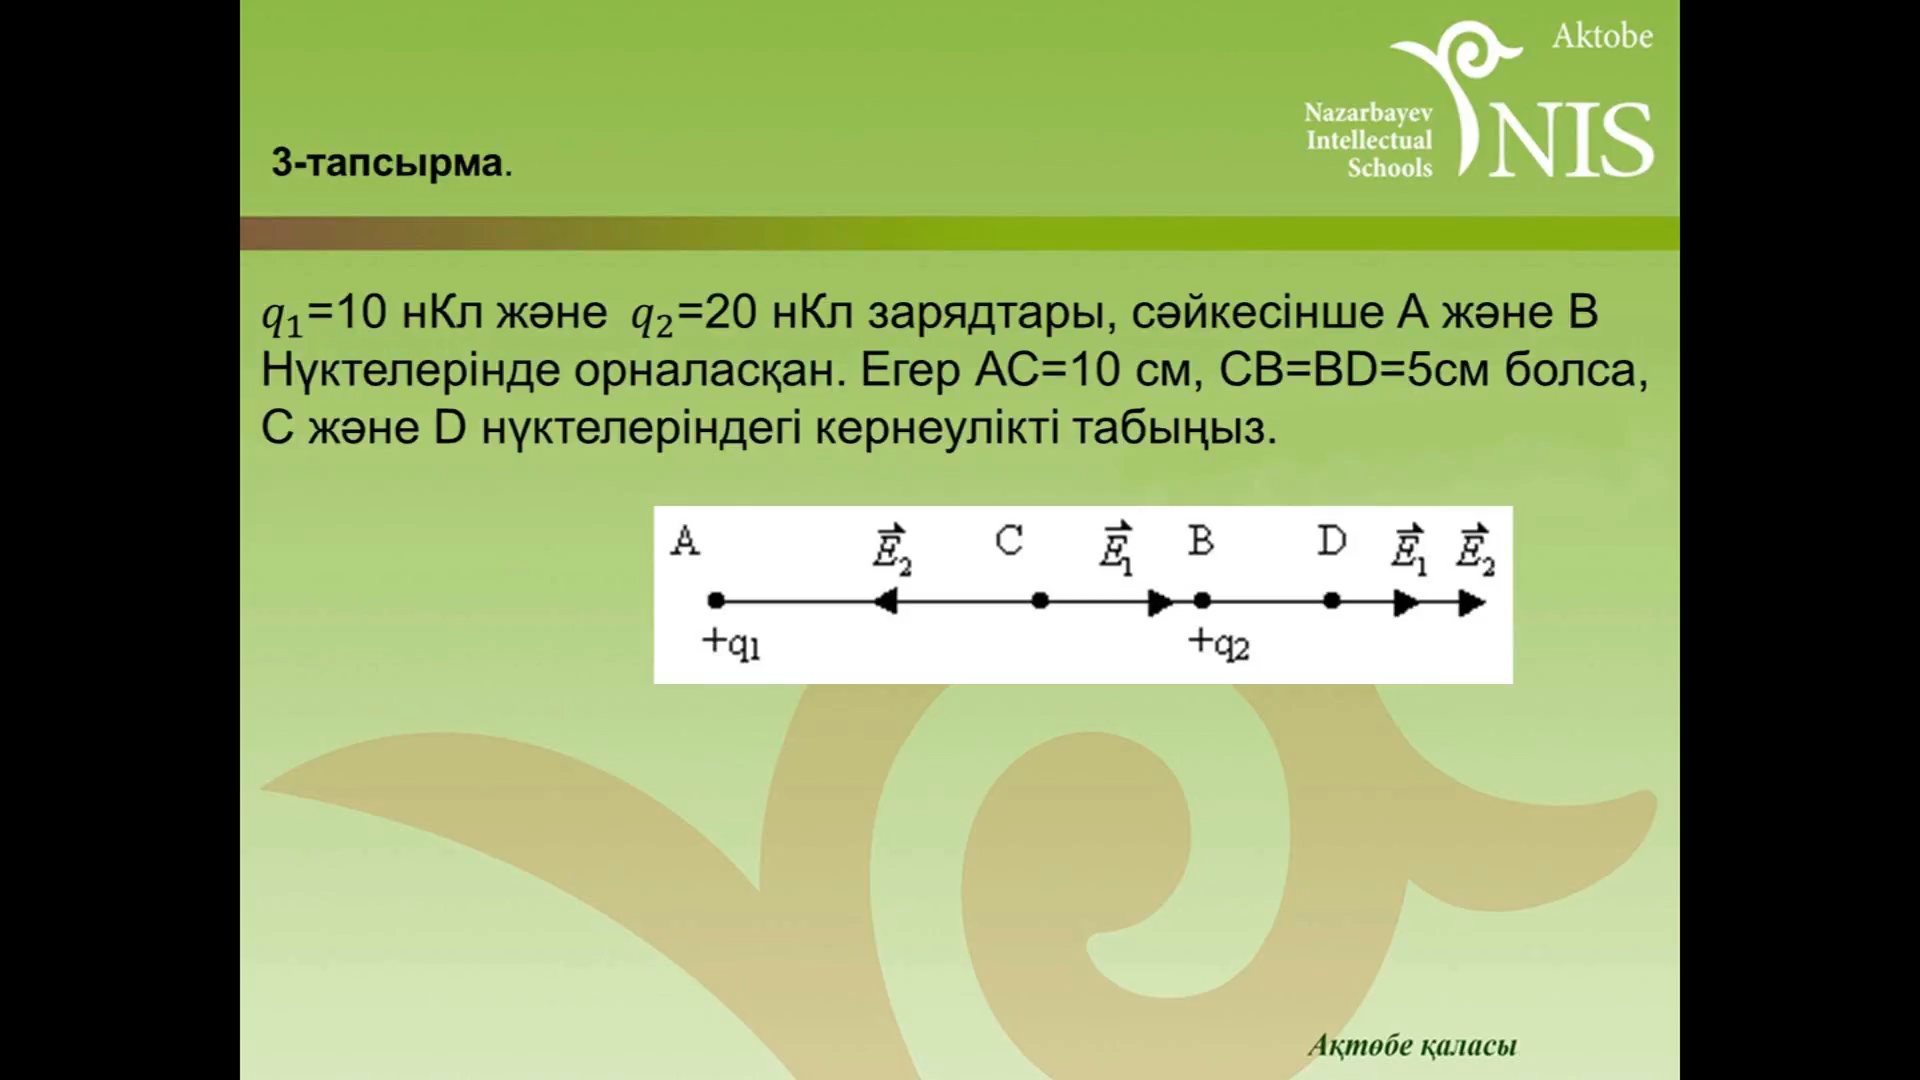 Aktobe
Nazarbayev
Intellectual
Schools
NIS
3-тапсырма.
q₁=10 нКл және q₂=20 нКл зарядтары, сәйкесінше А және В
Нүктелерінде орналасқан. Егер АС=10 см, СВ=ВD=5см болса,
С және D нүктелеріндегі кернеулікті табыңыз.
A E₂ C E₁ B D E₁ E₂
+q1 +q2
Ақтөбе қаласы